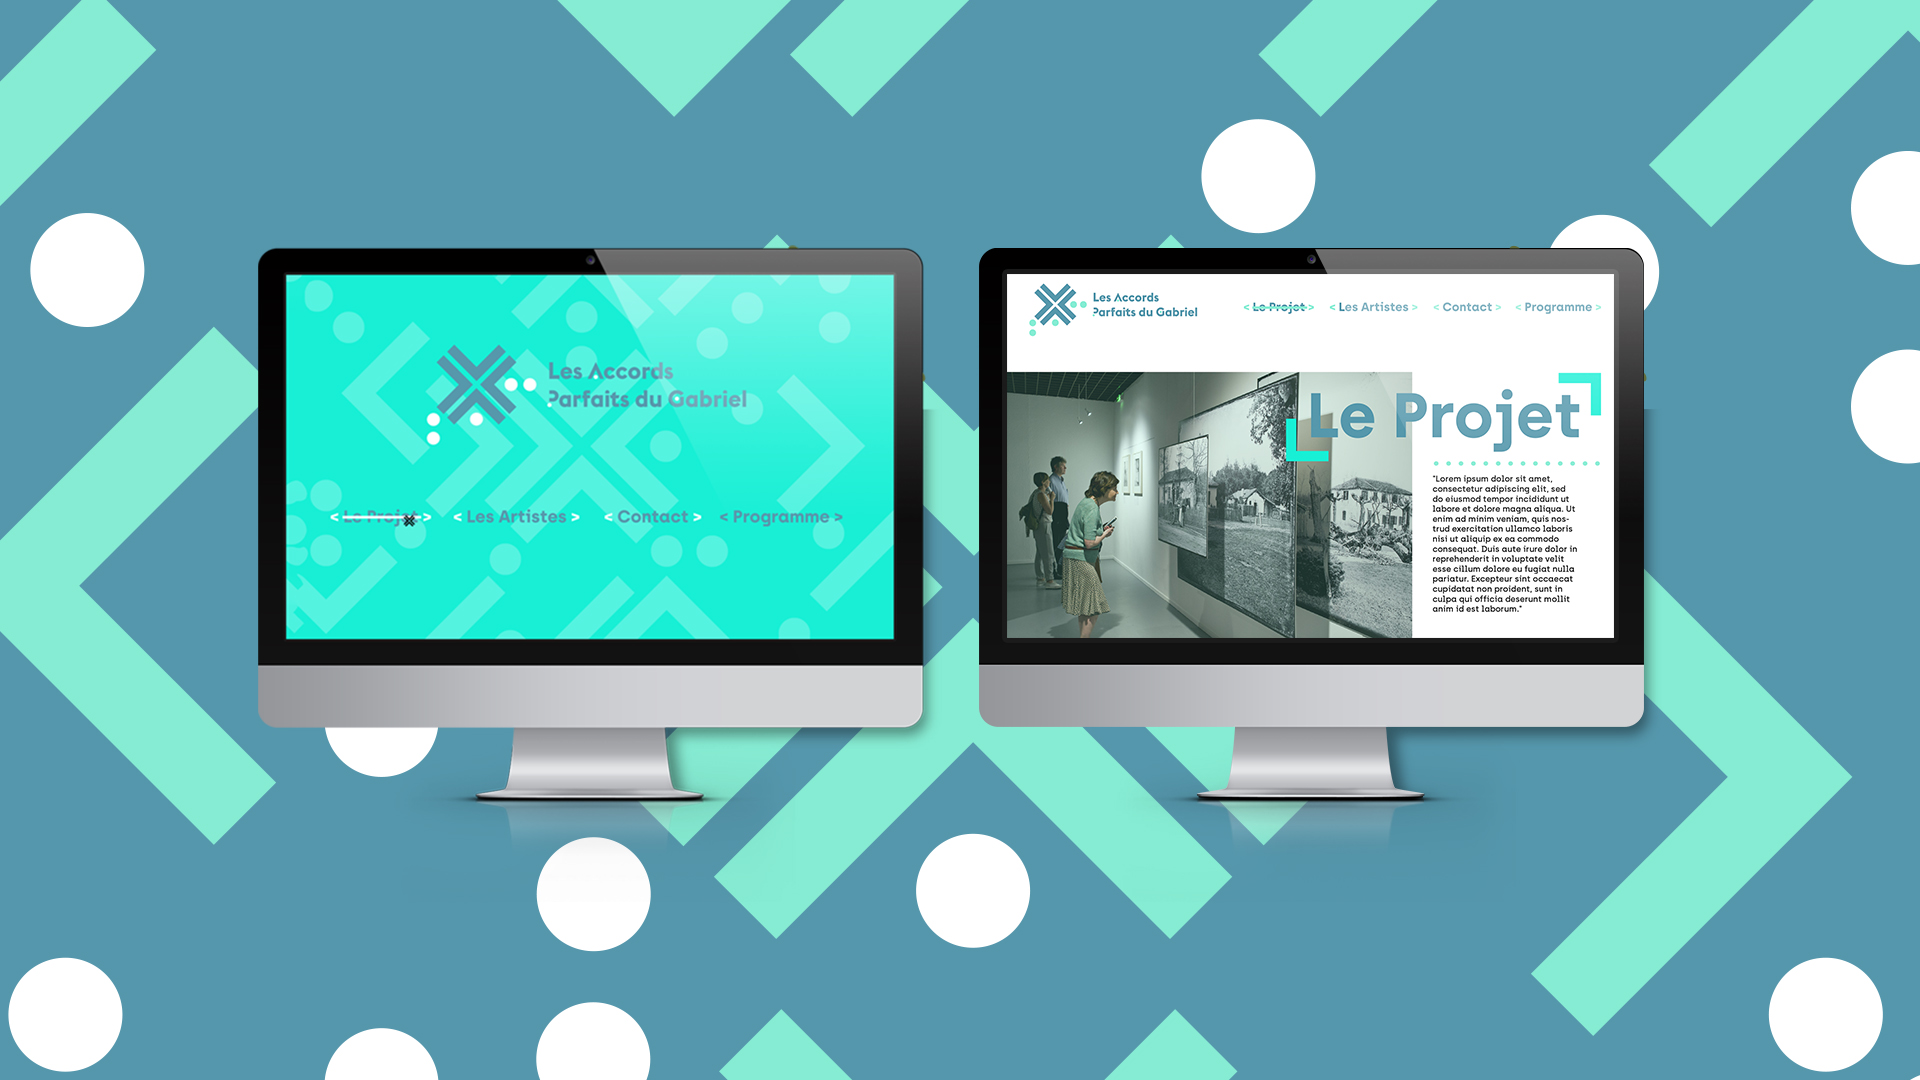 Les Accords
Parfaits du Gabriel
< Le Projet > < Les Artistes > < Contact > < Programme >
Les Accords
Parfaits du Gabriel
< Le Projet > < Les Artistes > < Contact > < Programme >
Le Projet
"Lorem ipsum dolor sit amet,
consectetur adipiscing elit, sed
do eiusmod tempor incididunt ut
labore et dolore magna aliqua. Ut
enim ad minim veniam, quis nos-
trud exercitation ullamco laboris
nisi ut aliquip ex ea commodo
consequat. Duis aute irure dolor in
reprehenderit in voluptate velit
esse cillum dolore eu fugiat nulla
pariatur. Excepteur sint occaecat
cupidatat non proident, sunt in
culpa qui officia deserunt mollit
anim id est laborum."